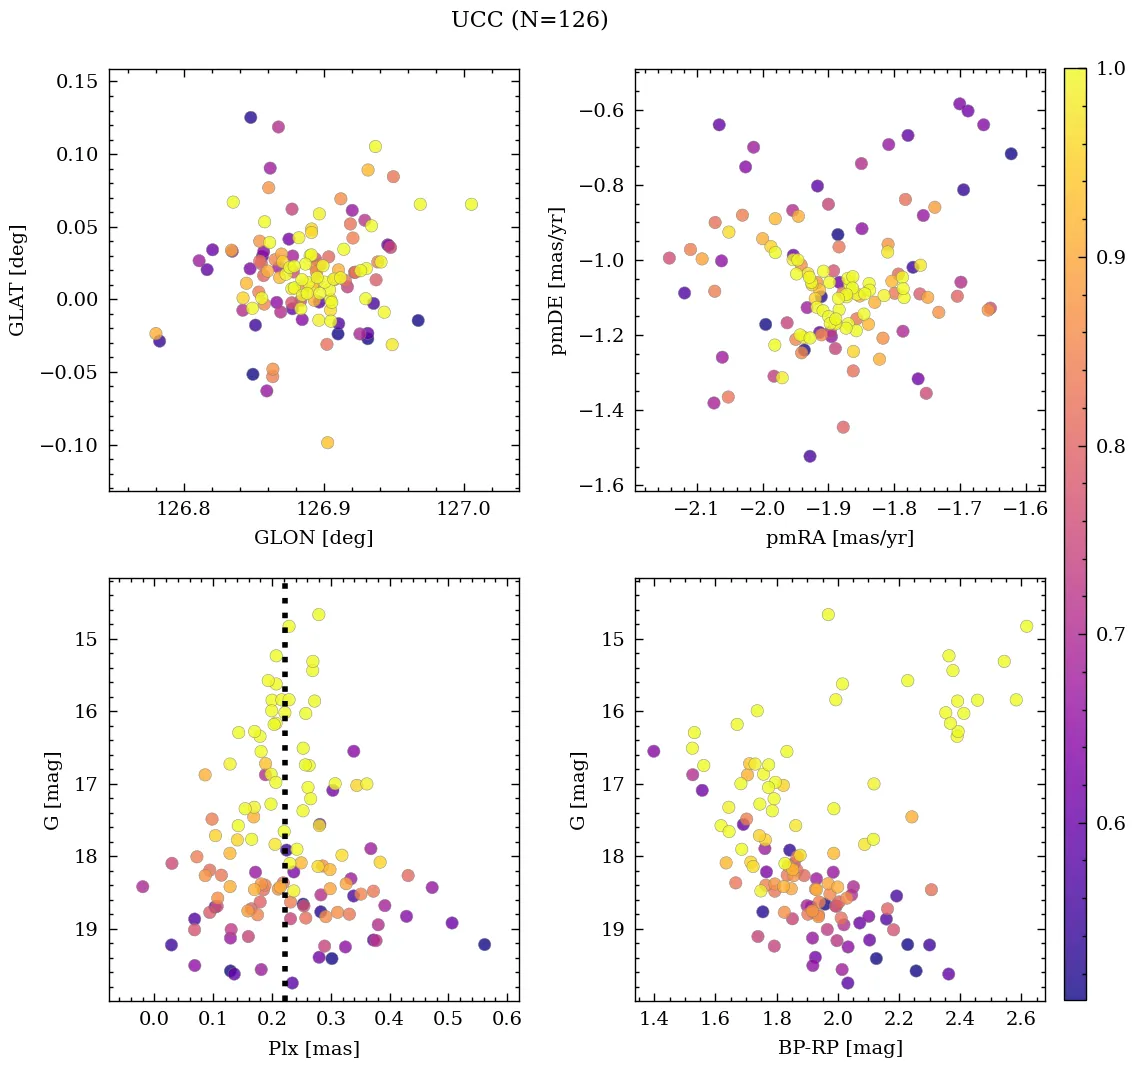 UCC (N=126)
0.15
0.10
0.05
0.00
−0.05
−0.10
GLAT [deg]
126.8 126.9 127.0
GLON [deg]
−0.6
−0.8
−1.0
−1.2
−1.4
−1.6
pmDE [mas/yr]
−2.1 −2.0 −1.9 −1.8 −1.7 −1.6
pmRA [mas/yr]
15
16
17
18
19
G [mag]
0.0 0.1 0.2 0.3 0.4 0.5 0.6
Plx [mas]
15
16
17
18
19
G [mag]
1.4 1.6 1.8 2.0 2.2 2.4 2.6
BP-RP [mag]
1.0
0.9
0.8
0.7
0.6